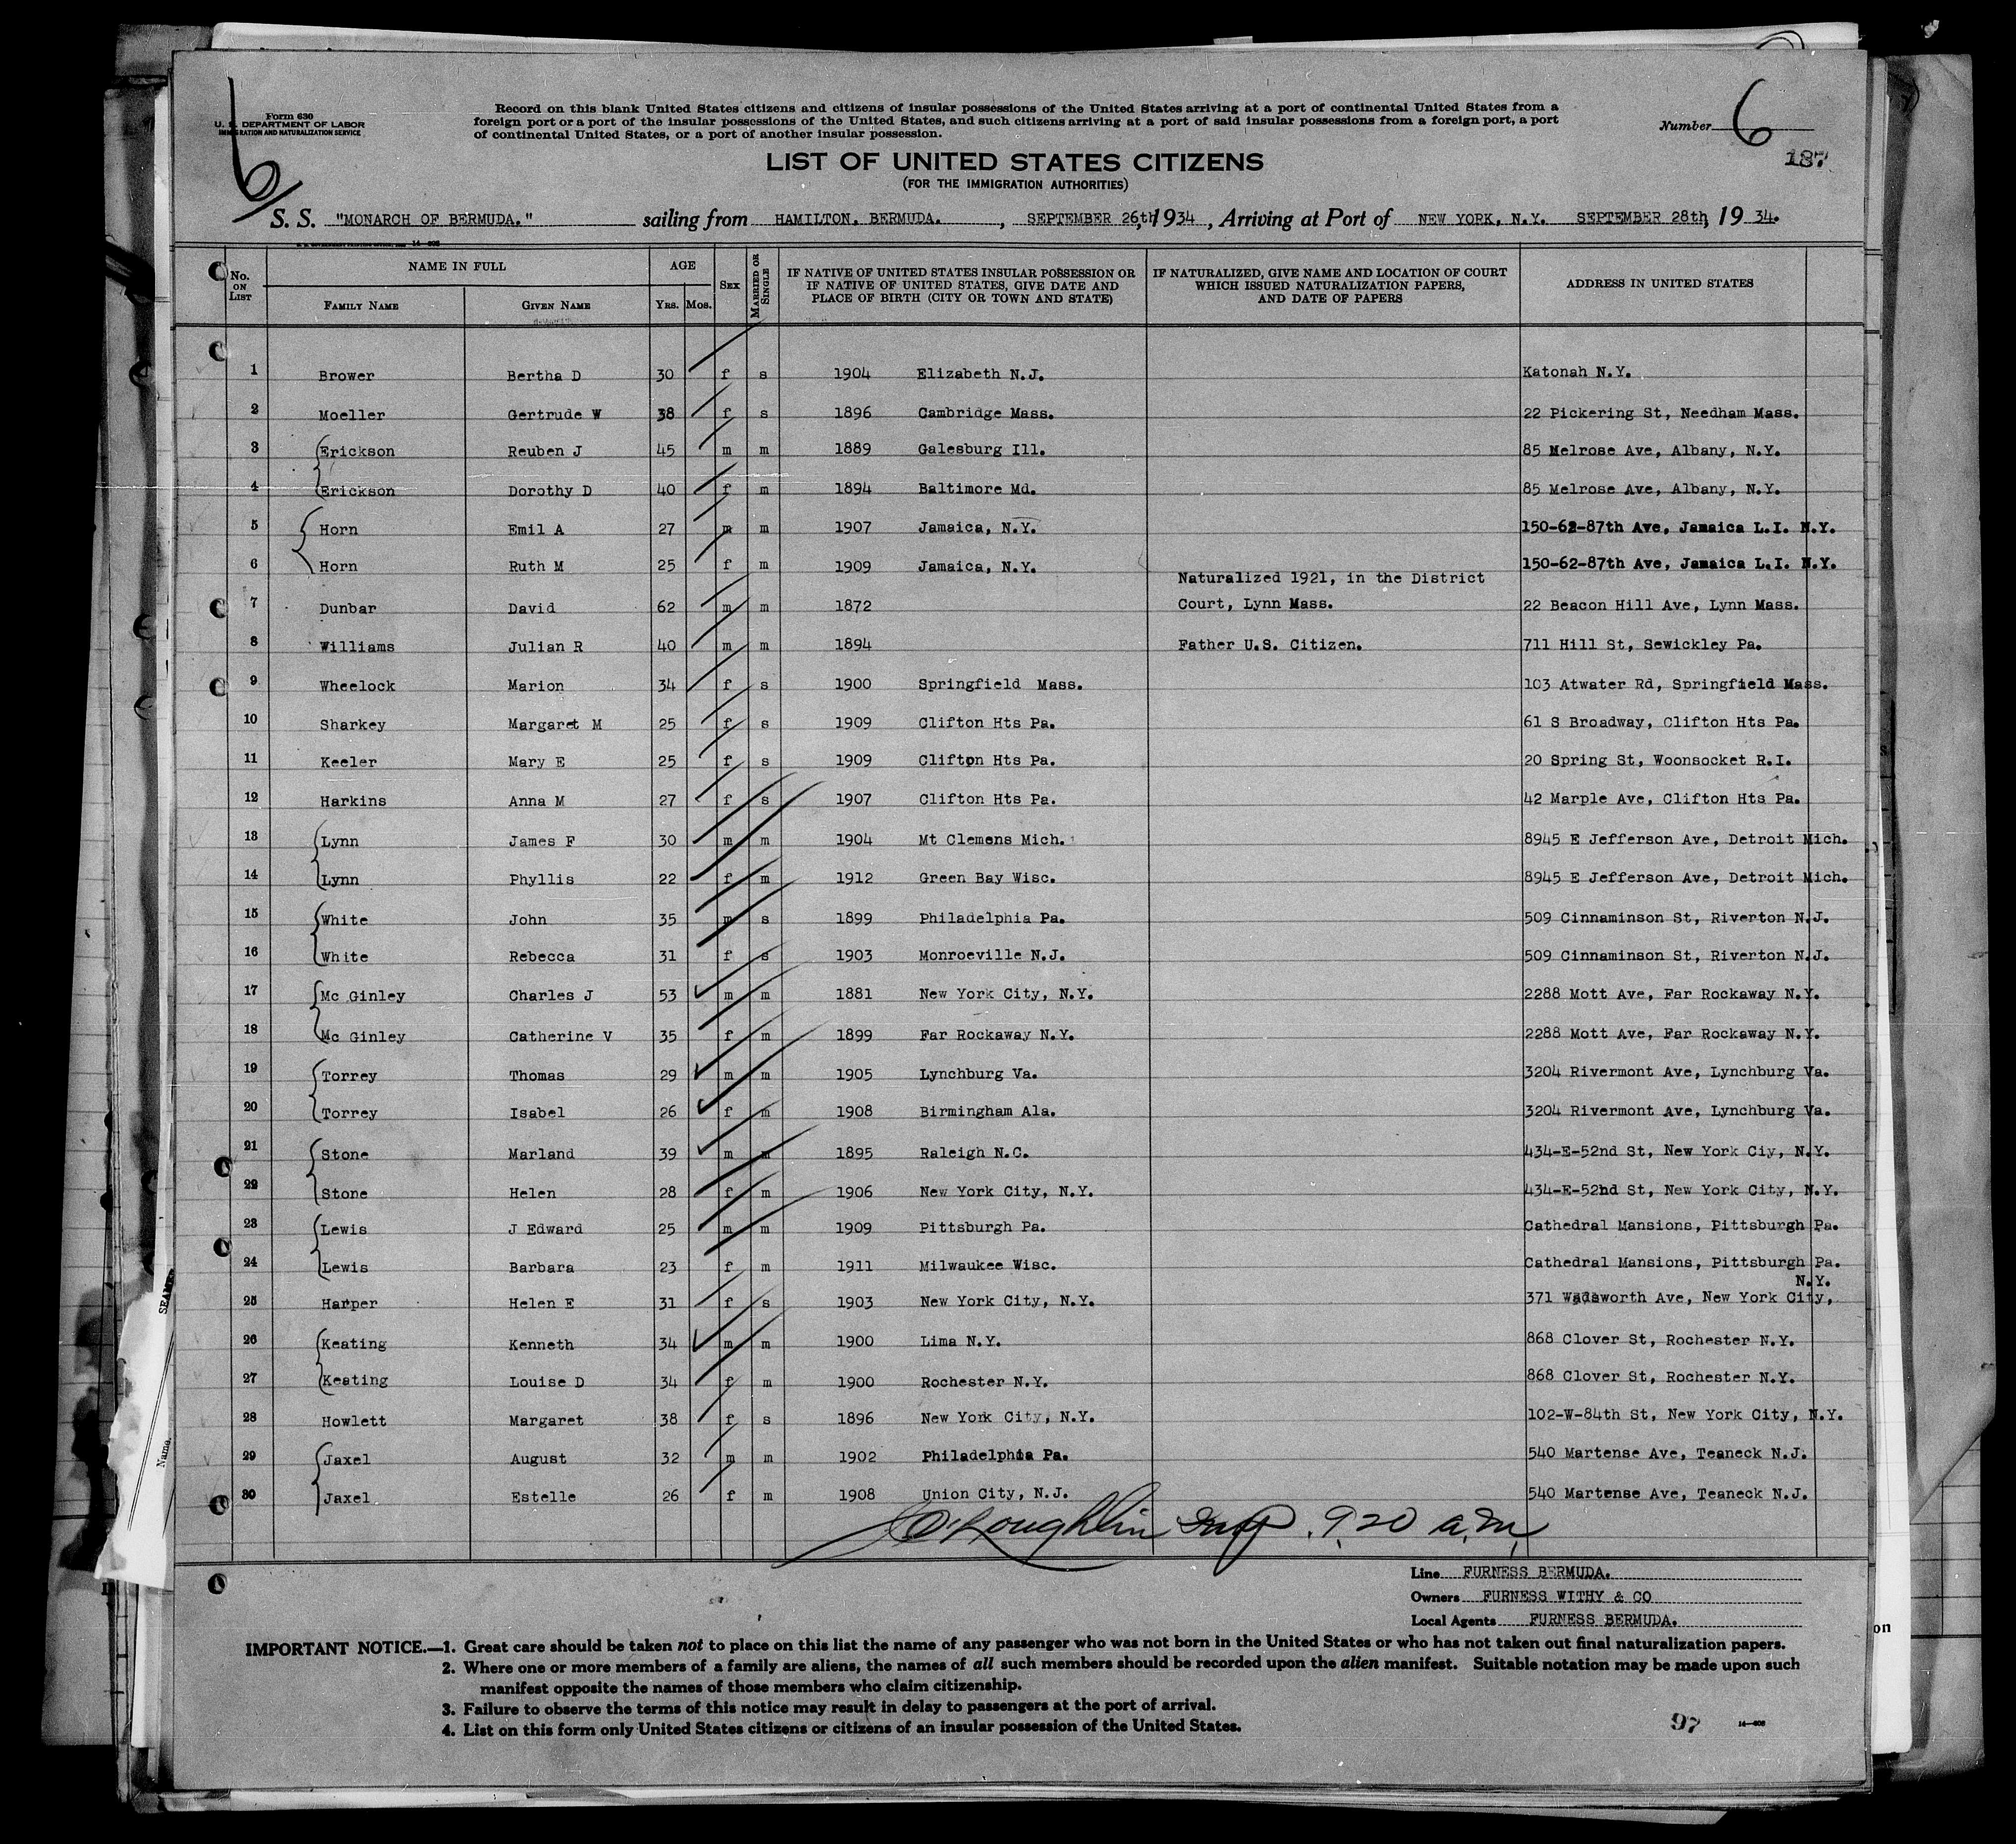 Form 630
U. S. DEPARTMENT OF LABOR
IMMIGRATION AND NATURALIZATION SERVICE
6
Record on this blank United States citizens and citizens of insular possessions of the United States arriving at a port of continental United States from a
foreign port or a port of the insular possessions of the United States, and such citizens arriving at a port of said insular possessions from a foreign port, a port
of continental United States, or a port of another insular possession.
Number 6
187
LIST OF UNITED STATES CITIZENS
(FOR THE IMMIGRATION AUTHORITIES)
S. S. "MONARCH OF BERMUDA." sailing from HAMILTON, BERMUDA. , SEPTEMBER 26th, 1934 , Arriving at Port of NEW YORK, N.Y. SEPTEMBER 28th, 19 34.
No. ON LIST NAME IN FULL FAMILY NAME GIVEN NAME AGE YRS. MOS. SEX MARRIED OR SINGLE IF NATIVE OF UNITED STATES INSULAR POSSESSION OR IF NATIVE OF UNITED STATES, GIVE DATE AND PLACE OF BIRTH (CITY OR TOWN AND STATE) IF NATURALIZED, GIVE NAME AND LOCATION OF COURT WHICH ISSUED NATURALIZATION PAPERS, AND DATE OF PAPERS ADDRESS IN UNITED STATES
1 Brower Bertha D 30 f s 1904 Elizabeth N.J. Katonah N.Y.
2 Moeller Gertrude W 38 f s 1896 Cambridge Mass. 22 Pickering St, Needham Mass.
3 Erickson Reuben J 45 m m 1889 Galesburg Ill. 85 Melrose Ave, Albany, N.Y.
4 Erickson Dorothy D 40 f m 1894 Baltimore Md. 85 Melrose Ave, Albany, N.Y.
5 Horn Emil A 27 m m 1907 Jamaica, N.Y. 150-62-87th Ave, Jamaica L.I. N.Y.
6 Horn Ruth M 25 f m 1909 Jamaica, N.Y. 150-62-87th Ave, Jamaica L.I. N.Y.
Naturalized 1921, in the District
7 Dunbar David 62 m m 1872 Court, Lynn Mass. 22 Beacon Hill Ave, Lynn Mass.
8 Williams Julian R 40 m m 1894 Father U.S. Citizen. 711 Hill St, Sewickley Pa.
9 Wheelock Marion 34 f s 1900 Springfield Mass. 103 Atwater Rd, Springfield Mass.
10 Sharkey Margaret M 25 f s 1909 Clifton Hts Pa. 61 S Broadway, Clifton Hts Pa.
11 Keeler Mary E 25 f s 1909 Clifton Hts Pa. 20 Spring St, Woonsocket R.I.
12 Harkins Anna M 27 f s 1907 Clifton Hts Pa. 42 Marple Ave, Clifton Hts Pa.
13 Lynn James F 30 m m 1904 Mt Clemens Mich. 8945 E Jefferson Ave, Detroit Mich.
14 Lynn Phyllis 22 f m 1912 Green Bay Wisc. 8945 E Jefferson Ave, Detroit Mich.
15 White John 35 m s 1899 Philadelphia Pa. 509 Cinnaminson St, Riverton N.J.
16 White Rebecca 31 f s 1903 Monroeville N.J. 509 Cinnaminson St, Riverton N.J.
17 Mc Ginley Charles J 53 m m 1881 New York City, N.Y. 2288 Mott Ave, Far Rockaway N.Y.
18 Mc Ginley Catherine V 35 f m 1899 Far Rockaway N.Y. 2288 Mott Ave, Far Rockaway N.Y.
19 Torrey Thomas 29 m m 1905 Lynchburg Va. 3204 Rivermont Ave, Lynchburg Va.
20 Torrey Isabel 26 f m 1908 Birmingham Ala. 3204 Rivermont Ave, Lynchburg Va.
21 Stone Marland 39 m m 1895 Raleigh N.C. 434-E-52nd St, New York Ciy, N.Y.
22 Stone Helen 28 f m 1906 New York City, N.Y. 434-E-52nd St, New York City, N.Y.
23 Lewis J Edward 25 m m 1909 Pittsburgh Pa. Cathedral Mansions, Pittsburgh Pa.
24 Lewis Barbara 23 f m 1911 Milwaukee Wisc. Cathedral Mansions, Pittsburgh Pa.
N.Y.
25 Harper Helen E 31 f s 1903 New York City, N.Y. 371 Wadsworth Ave, New York City,
26 Keating Kenneth 34 m m 1900 Lima N.Y. 868 Clover St, Rochester N.Y.
27 Keating Louise D 34 f m 1900 Rochester N.Y. 868 Clover St, Rochester N.Y.
28 Howlett Margaret 38 f s 1896 New York City, N.Y. 102-W-84th St, New York City, N.Y.
29 Jaxel August 32 m m 1902 Philadelphia Pa. 540 Martense Ave, Teaneck N.J.
30 Jaxel Estelle 26 f m 1908 Union City, N.J. 540 Martense Ave, Teaneck N.J.
O'Loughlin Insp. 9 20 a.m.
Line FURNESS BERMUDA.
Owners FURNESS WITHY & CO
Local Agents FURNESS BERMUDA.
IMPORTANT NOTICE.—1. Great care should be taken not to place on this list the name of any passenger who was not born in the United States or who has not taken out final naturalization papers.
2. Where one or more members of a family are aliens, the names of all such members should be recorded upon the alien manifest. Suitable notation may be made upon such
manifest opposite the names of those members who claim citizenship.
3. Failure to observe the terms of this notice may result in delay to passengers at the port of arrival.
4. List on this form only United States citizens or citizens of an insular possession of the United States.
97